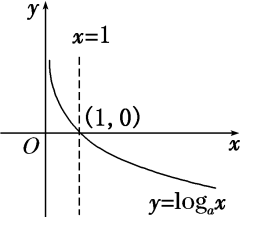 y
x=1
(1, 0)
O
x
y=logₐx